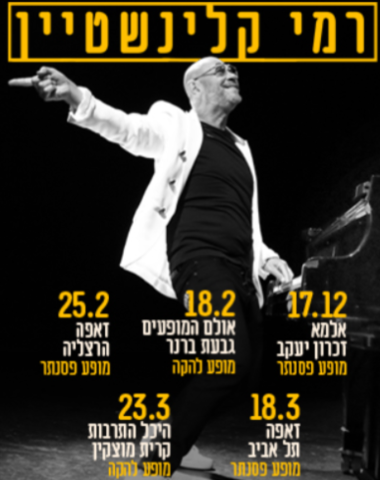 רמי קלינשטיין
17.12
אלמא
זכרון יעקב
מופע פסנתר
18.2
אולם המופעים
גבעת ברנר
מופע להקה
25.2
זאפה
הרצליה
מופע פסנתר
18.3
זאפה
תל אביב
מופע פסנתר
23.3
היכל התרבות
קרית מוצקין
מופע להקה